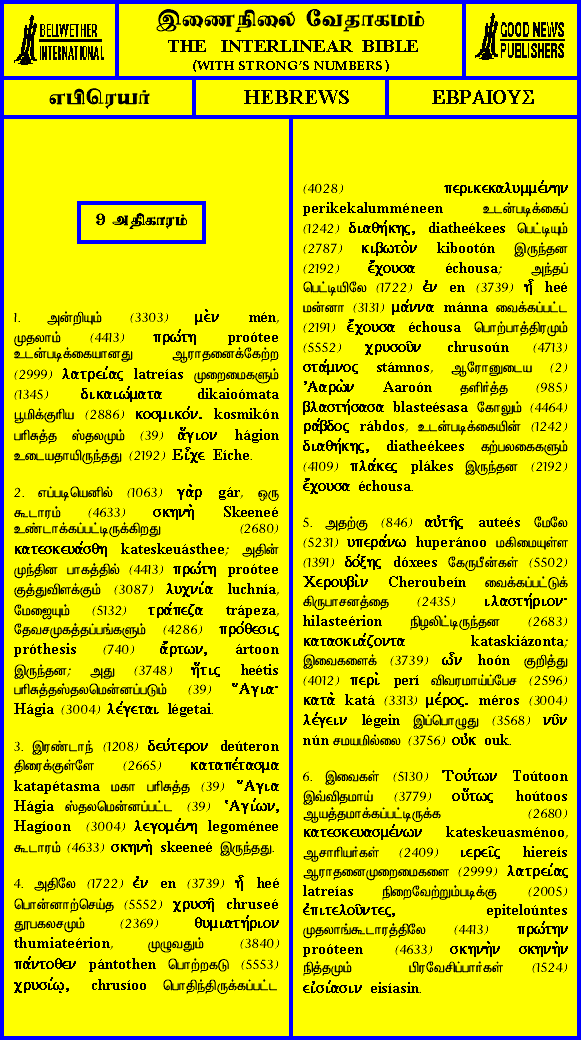 BELLWETHER
INTERNATIONAL
இணைநிலை வேதாகமம்
THE INTERLINEAR BIBLE
(WITH STRONG'S NUMBERS)
GOOD NEWS
PUBLISHERS
எபிரெயர்
HEBREWS
ΕΒΡΑΙΟΥΣ
9 அதிகாரம்
1. அன்றியும் (3303) μὲν mén,
முதலாம் (4413) πρώτη proótee
உடன்படிக்கையானது ஆராதனைக்கேற்ற
(2999) λατρείας latreías முறைமைகளும்
(1345) δικαιώματα dikaioómata
பூமிக்குரிய (2886) κοσμικόν. kosmikón
பரிசுத்த ஸ்தலமும் (39) ἅγιον hágion
உடையதாயிருந்தது (2192) Εἶχε Eíche.
2. எப்படியெனில் (1063) γὰρ gár, ஒரு
கூடாரம் (4633) σκηνὴ Skeeneé
உண்டாக்கப்பட்டிருக்கிறது (2680)
κατεσκευάσθη kateskeuásthee; அதின்
முந்தின பாகத்தில் (4413) πρώτη proótee
குத்துவிளக்கும் (3087) λυχνία luchnía,
மேஜையும் (5132) τράπεζα trápeza,
தேவசமுகத்தப்பங்களும் (4286) πρόθεσις
próthesis (740) ἄρτων, ártoon
இருந்தன; அது (3748) ἥτις heétis
பரிசுத்தஸ்தலமென்னப்படும் (39) Ἅγια·
Hágia (3004) λέγεται légetai.
3. இரண்டாந் (1208) δεύτερον deúteron
திரைக்குள்ளே (2665) καταπέτασμα
katapétasma மகா பரிசுத்த (39) Ἅγια
Hágia ஸ்தலமென்னப்பட்ட (39) Ἁγίων,
Hagíoon (3004) λεγομένη legoménee
கூடாரம் (4633) σκηνὴ skeeneé இருந்தது.
4. அதிலே (1722) ἐν en (3739) ἧ heé
பொன்னாற்செய்த (5552) χρυσῆ chruseé
தூபகலசமும் (2369) θυμιατήριον
thumiateérion, முழுவதும் (3840)
πάντοθεν pántothen பொற்றகடு (5553)
χρυσίῳ, chrusíoo பொதிந்திருக்கப்பட்ட
(4028) περικεκαλυμμένην
perikekalumméneen உடன்படிக்கைப்
(1242) διαθήκης, diatheékees பெட்டியும்
(2787) κιβωτὸν kibootón இருந்தன
(2192) ἔχουσα échousa; அந்தப்
பெட்டியிலே (1722) ἐν en (3739) ἧ heé
மன்னா (3131) μάννα mánna வைக்கப்பட்ட
(2191) ἔχουσα échousa பொற்பாத்திரமும்
(5552) χρυσοῦν chrusoún (4713)
στάμνος stámnos, ஆரோனுடைய (2)
Ἀαρὼν Aaroón தளிர்த்த (985)
βλαστήσασα blasteésasa கோலும் (4464)
ράβδος rábdos, உடன்படிக்கையின் (1242)
διαθήκης, diatheékees கற்பலகைகளும்
(4109) πλάκες plákes இருந்தன (2192)
ἔχουσα échousa.
5. அதற்கு (846) αὐτῆς auteés மேலே
(5231) υπεράνω huperánoo மகிமையுள்ள
(1391) δόξης dóxees கேருபீன்கள் (5502)
Χερουβὶν Cheroubeín வைக்கப்பட்டுக்
கிருபாசனத்தை (2435) ιλαστήριον·
hilasteérion நிழலிட்டிருந்தன (2683)
κατασκιάζοντα kataskiázonta;
இவைகளைக் (3739) ὧν hoón குறித்து
(4012) περὶ perí விவரமாய்ப்பேச (2596)
κατὰ katá (3313) μέρος. méros (3004)
λέγειν légein இப்பொழுது (3568) νῦν
nún சமயமில்லை (3756) οὐκ ouk.
6. இவைகள் (5130) Τούτων Toútoon
இவ்விதமாய் (3779) οὕτως hoútoos
ஆயத்தமாக்கப்பட்டிருக்க (2680)
κατεσκευασμένων kateskeuasménoo,
ஆசாரியர்கள் (2409) ιερεῖς hiereís
ஆராதனைமுறைமைகளை (2999) λατρείας
latreías நிறைவேற்றும்படிக்கு (2005)
ἐπιτελοῦντες, epiteloúntes
முதலாங்கூடாரத்திலே (4413) πρώτην
proóteen (4633) σκηνὴν σκηνὴν
நித்தமும் பிரவேசிப்பார்கள் (1524)
εἰσίασιν eisíasin.